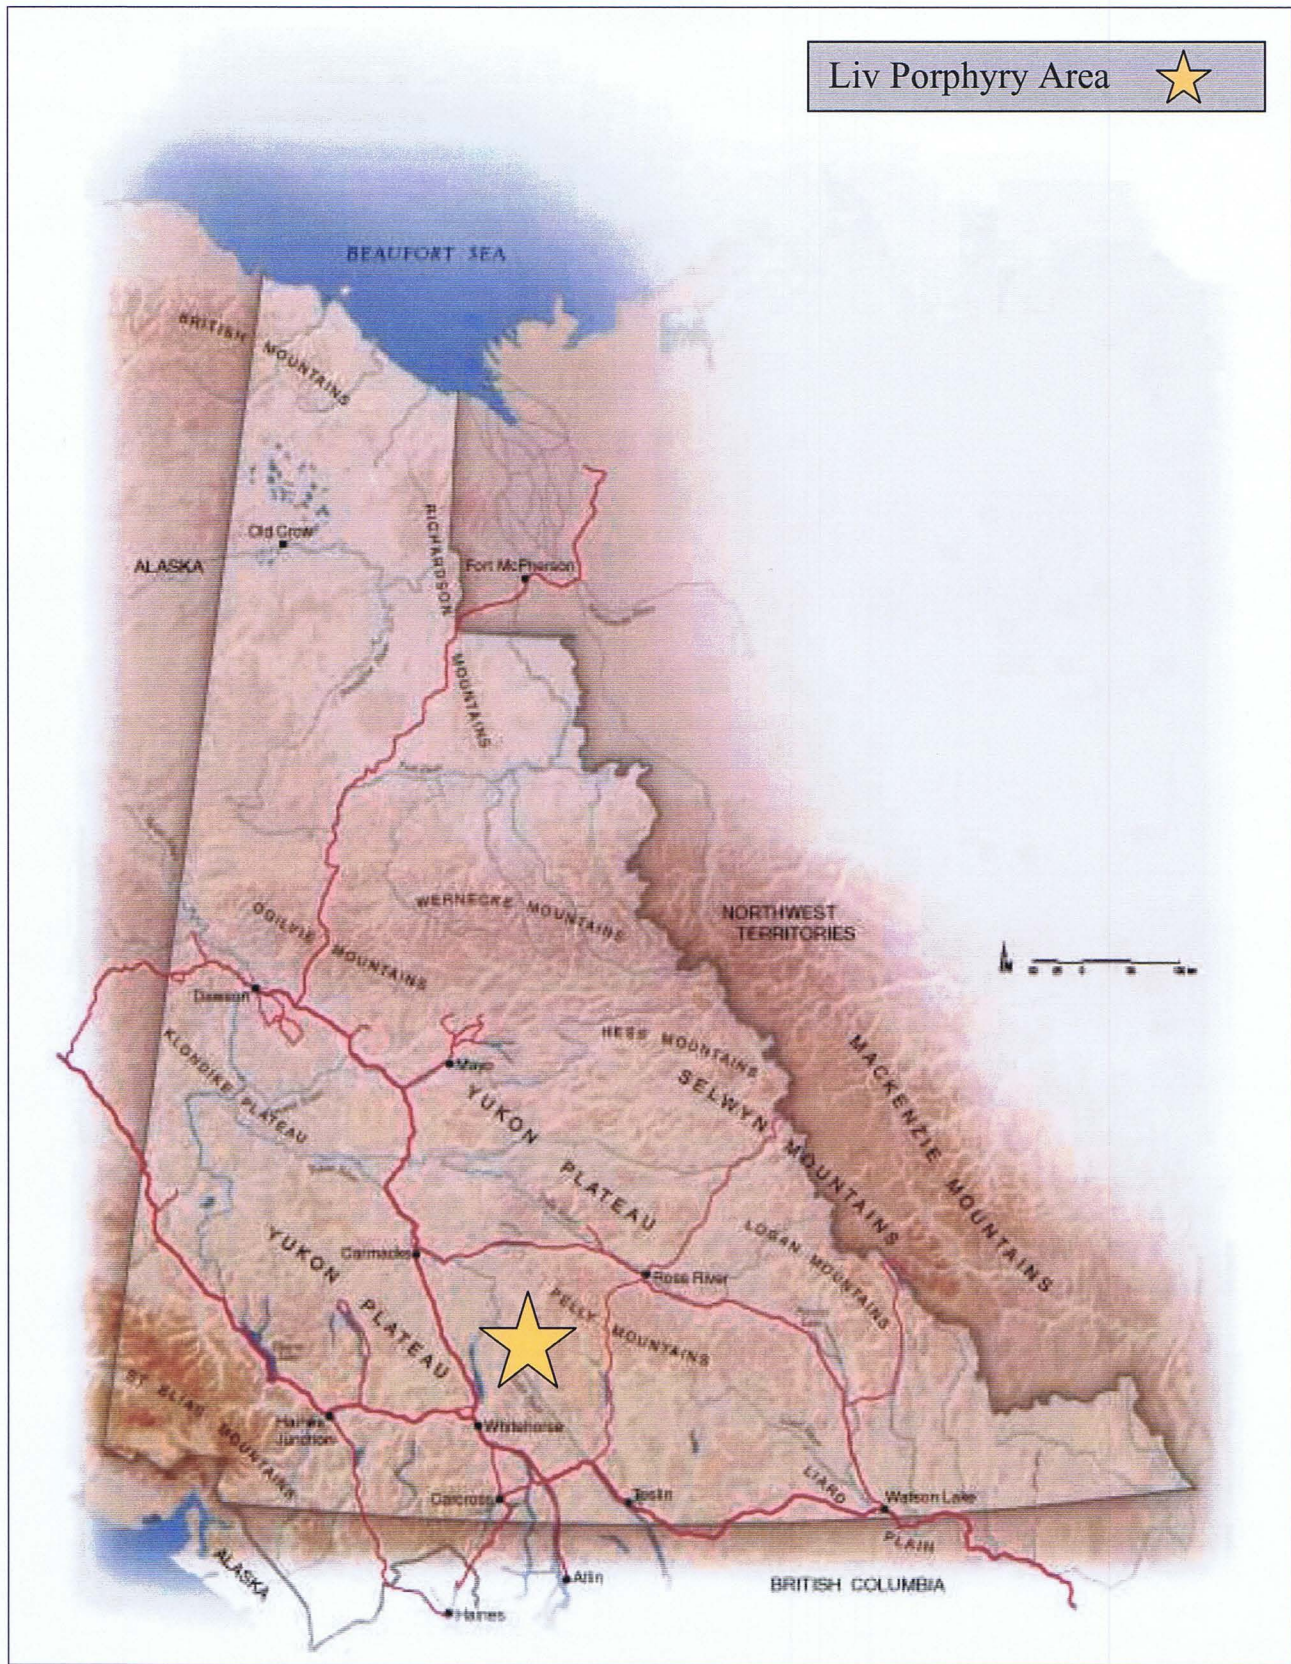 Liv Porphyry Area
BEAUFORT SEA
BRITISH MOUNTAINS
Old Crow
ALASKA
RICHARDSON
MOUNTAINS
Fort McPherson
WERNECKE MOUNTAINS
OGILVIE MOUNTAINS
NORTHWEST
TERRITORIES
Dawson
KLONDIKE PLATEAU
Mayo
HESS MOUNTAINS
SELWYN MOUNTAINS
MACKENZIE MOUNTAINS
YUKON PLATEAU
LOGAN MOUNTAINS
Carmacks
YUKON PLATEAU
Ross River
PELLY MOUNTAINS
ST ELIAS MOUNTAINS
Haines
Junction
Whitehorse
Carcross
Teslin
LIARD
PLAIN
Watson Lake
ALASKA
Atlin
BRITISH COLUMBIA
Haines